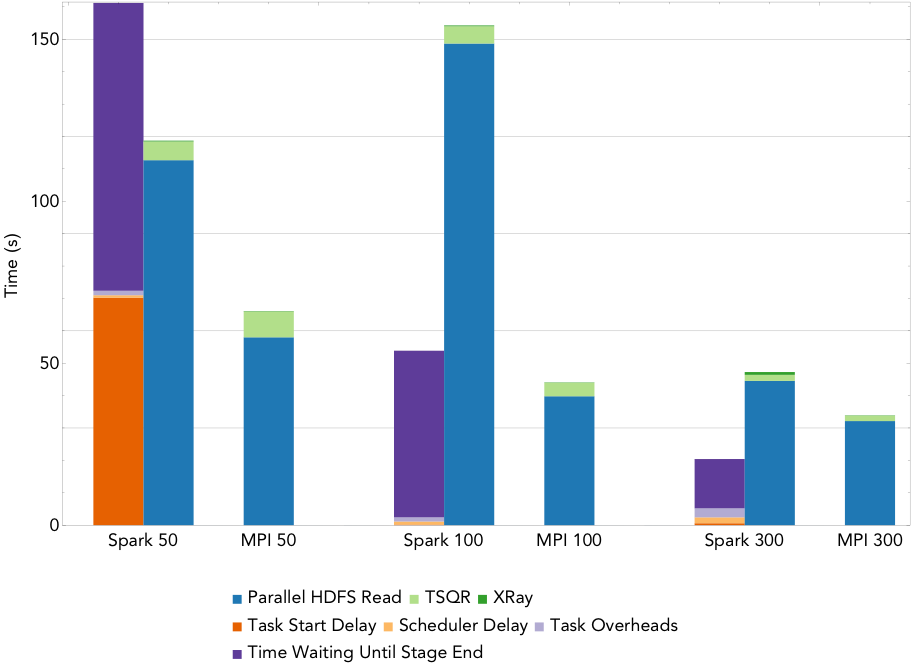 150
100
50
0
Time (s)
Spark 50 MPI 50 Spark 100 MPI 100 Spark 300 MPI 300
Parallel HDFS Read TSQR XRay
Task Start Delay Scheduler Delay Task Overheads
Time Waiting Until Stage End